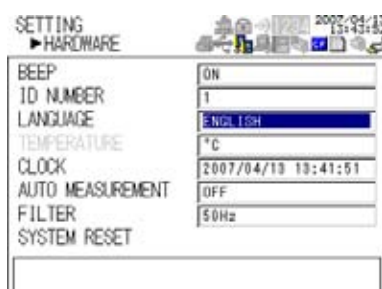 SETTING
►HARDWARE
BEEP ON
ID NUMBER 1
LANGUAGE ENGLISH
TEMPERATURE °C
CLOCK 2007/04/13 13:41:51
AUTO MEASUREMENT OFF
FILTER 50Hz
SYSTEM RESET